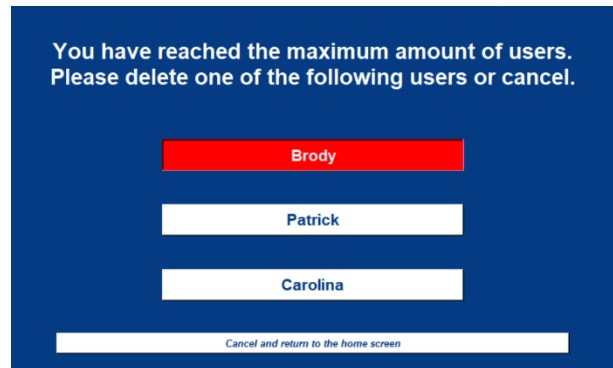 You have reached the maximum amount of users.
Please delete one of the following users or cancel.
Brody
Patrick
Carolina
Cancel and return to the home screen